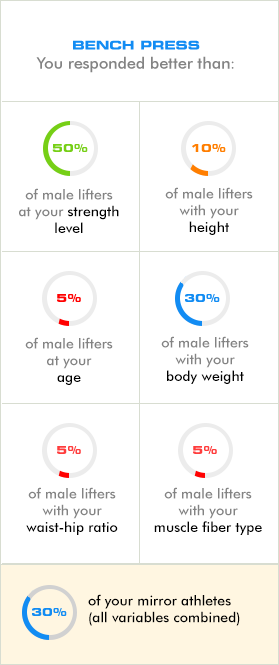 BENCH PRESS
You responded better than:
50%
of male lifters
at your strength
level
10%
of male lifters
with your
height
5%
of male lifters
at your
age
30%
of male lifters
with your
body weight
5%
of male lifters
with your
waist-hip ratio
5%
of male lifters
with your
muscle fiber type
30%
of your mirror athletes
(all variables combined)